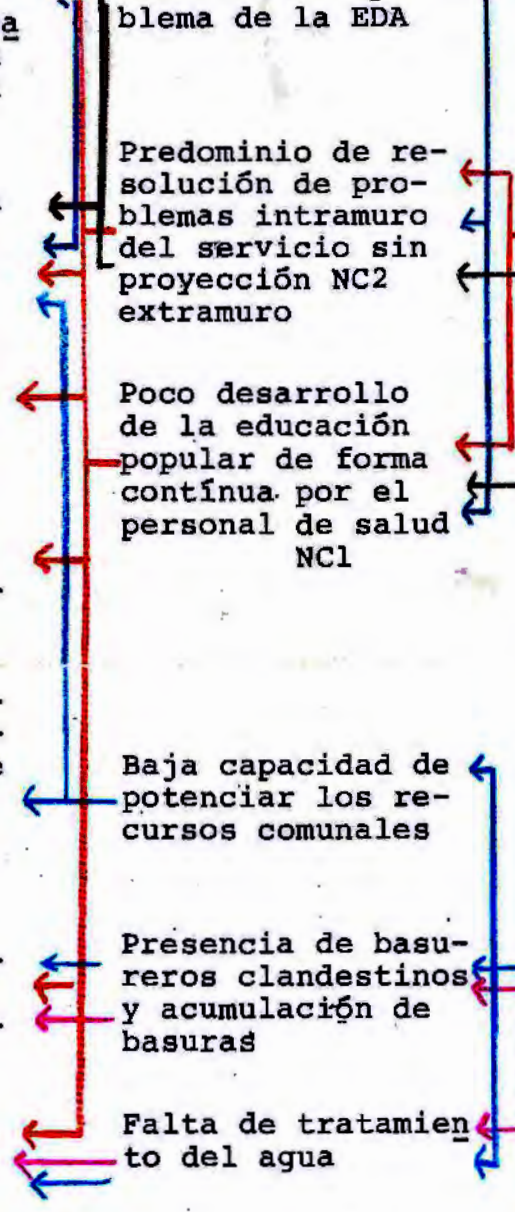 a
blema de la EDA
Predominio de re-
solución de pro-
blemas intramuro
del servicio sin
proyección NC2
extramuro
Poco desarrollo
de la educación
popular de forma
contínua por el
personal de salud
NC1
Baja capacidad de
potenciar los re-
cursos comunales
Presencia de basu-
reros clandestinos
y acumulación de
basuras
Falta de tratamien
to del agua